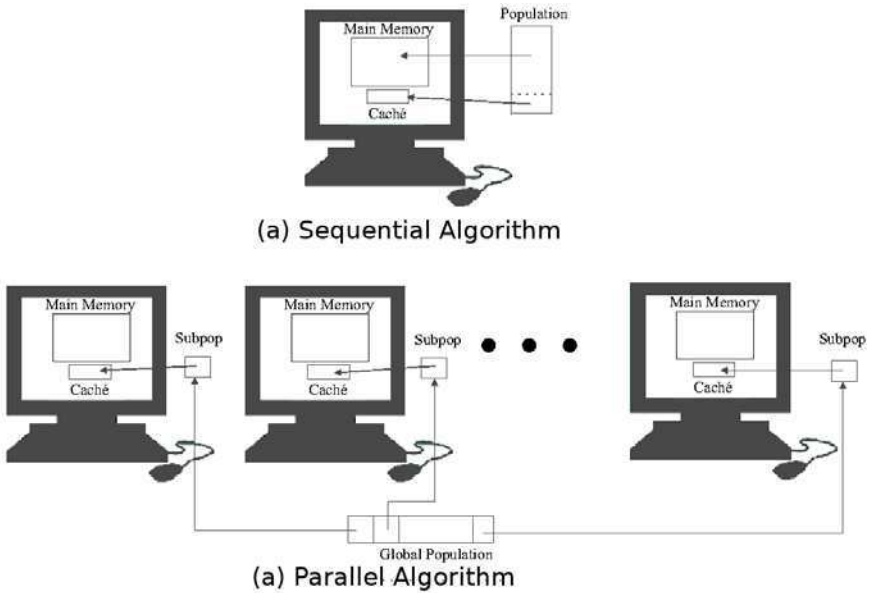 Population
Main Memory
Caché
(a) Sequential Algorithm
Main Memory
Subpop
Caché
Main Memory
Subpop
Caché
Main Memory
Subpop
Caché
Global Population
(a) Parallel Algorithm